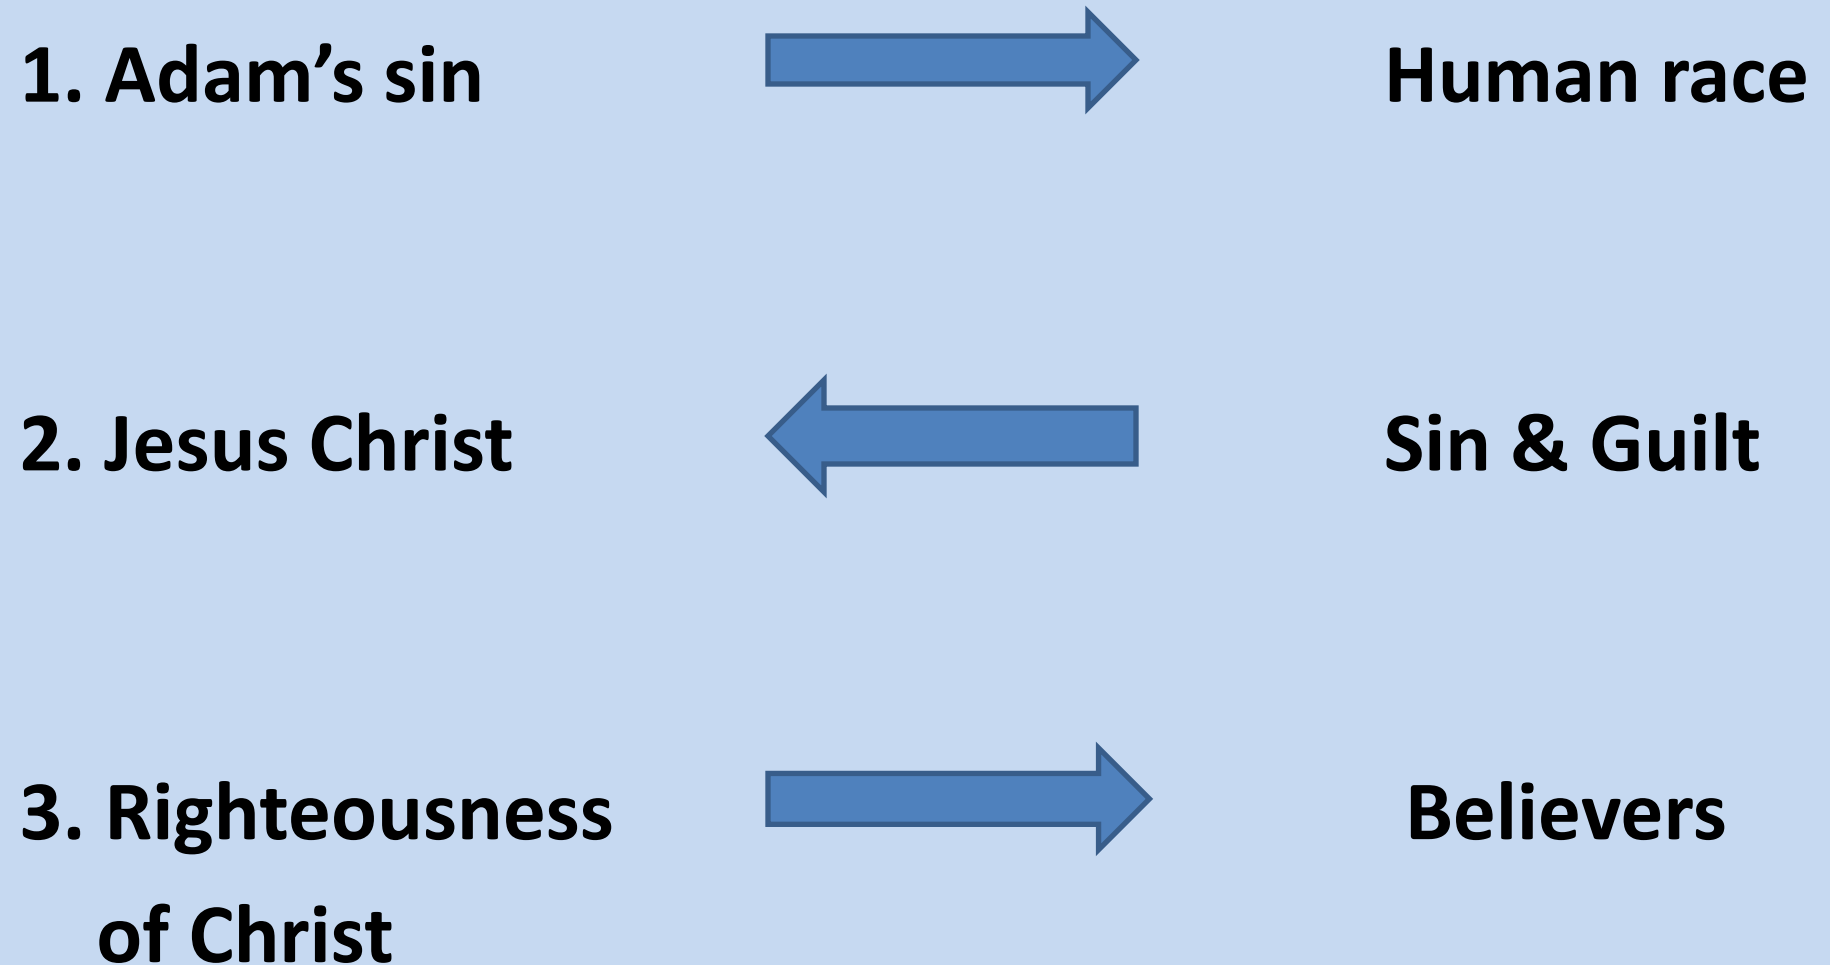 1. Adam’s sin Human race
2. Jesus Christ Sin & Guilt
3. Righteousness Believers
of Christ